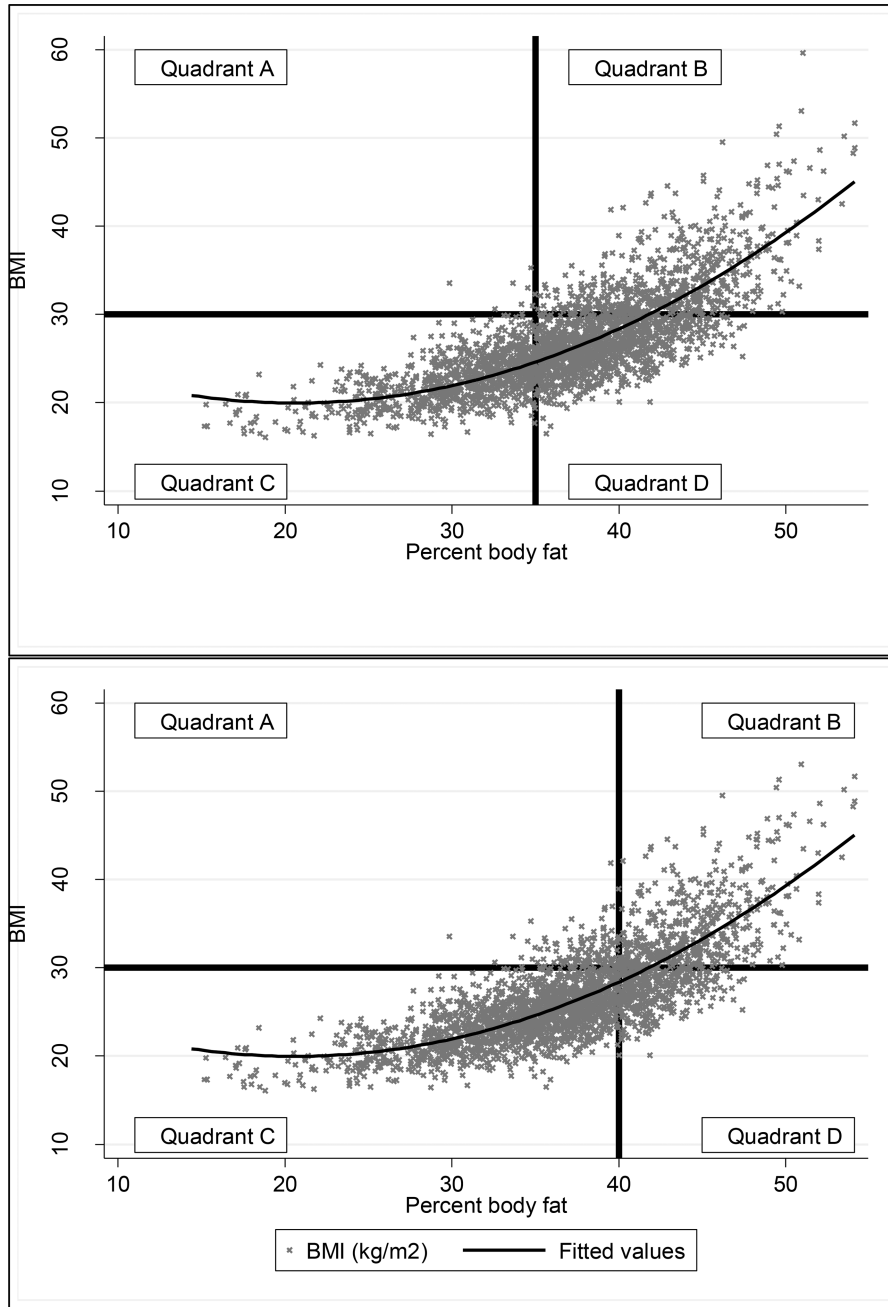 Quadrant A
Quadrant B
60
50
40
30
20
10
BMI
Quadrant C
Quadrant D
10 20 30 40 50
Percent body fat
Quadrant A
Quadrant B
60
50
40
30
20
10
BMI
Quadrant C
Quadrant D
10 20 30 40 50
Percent body fat
BMI (kg/m2) Fitted values